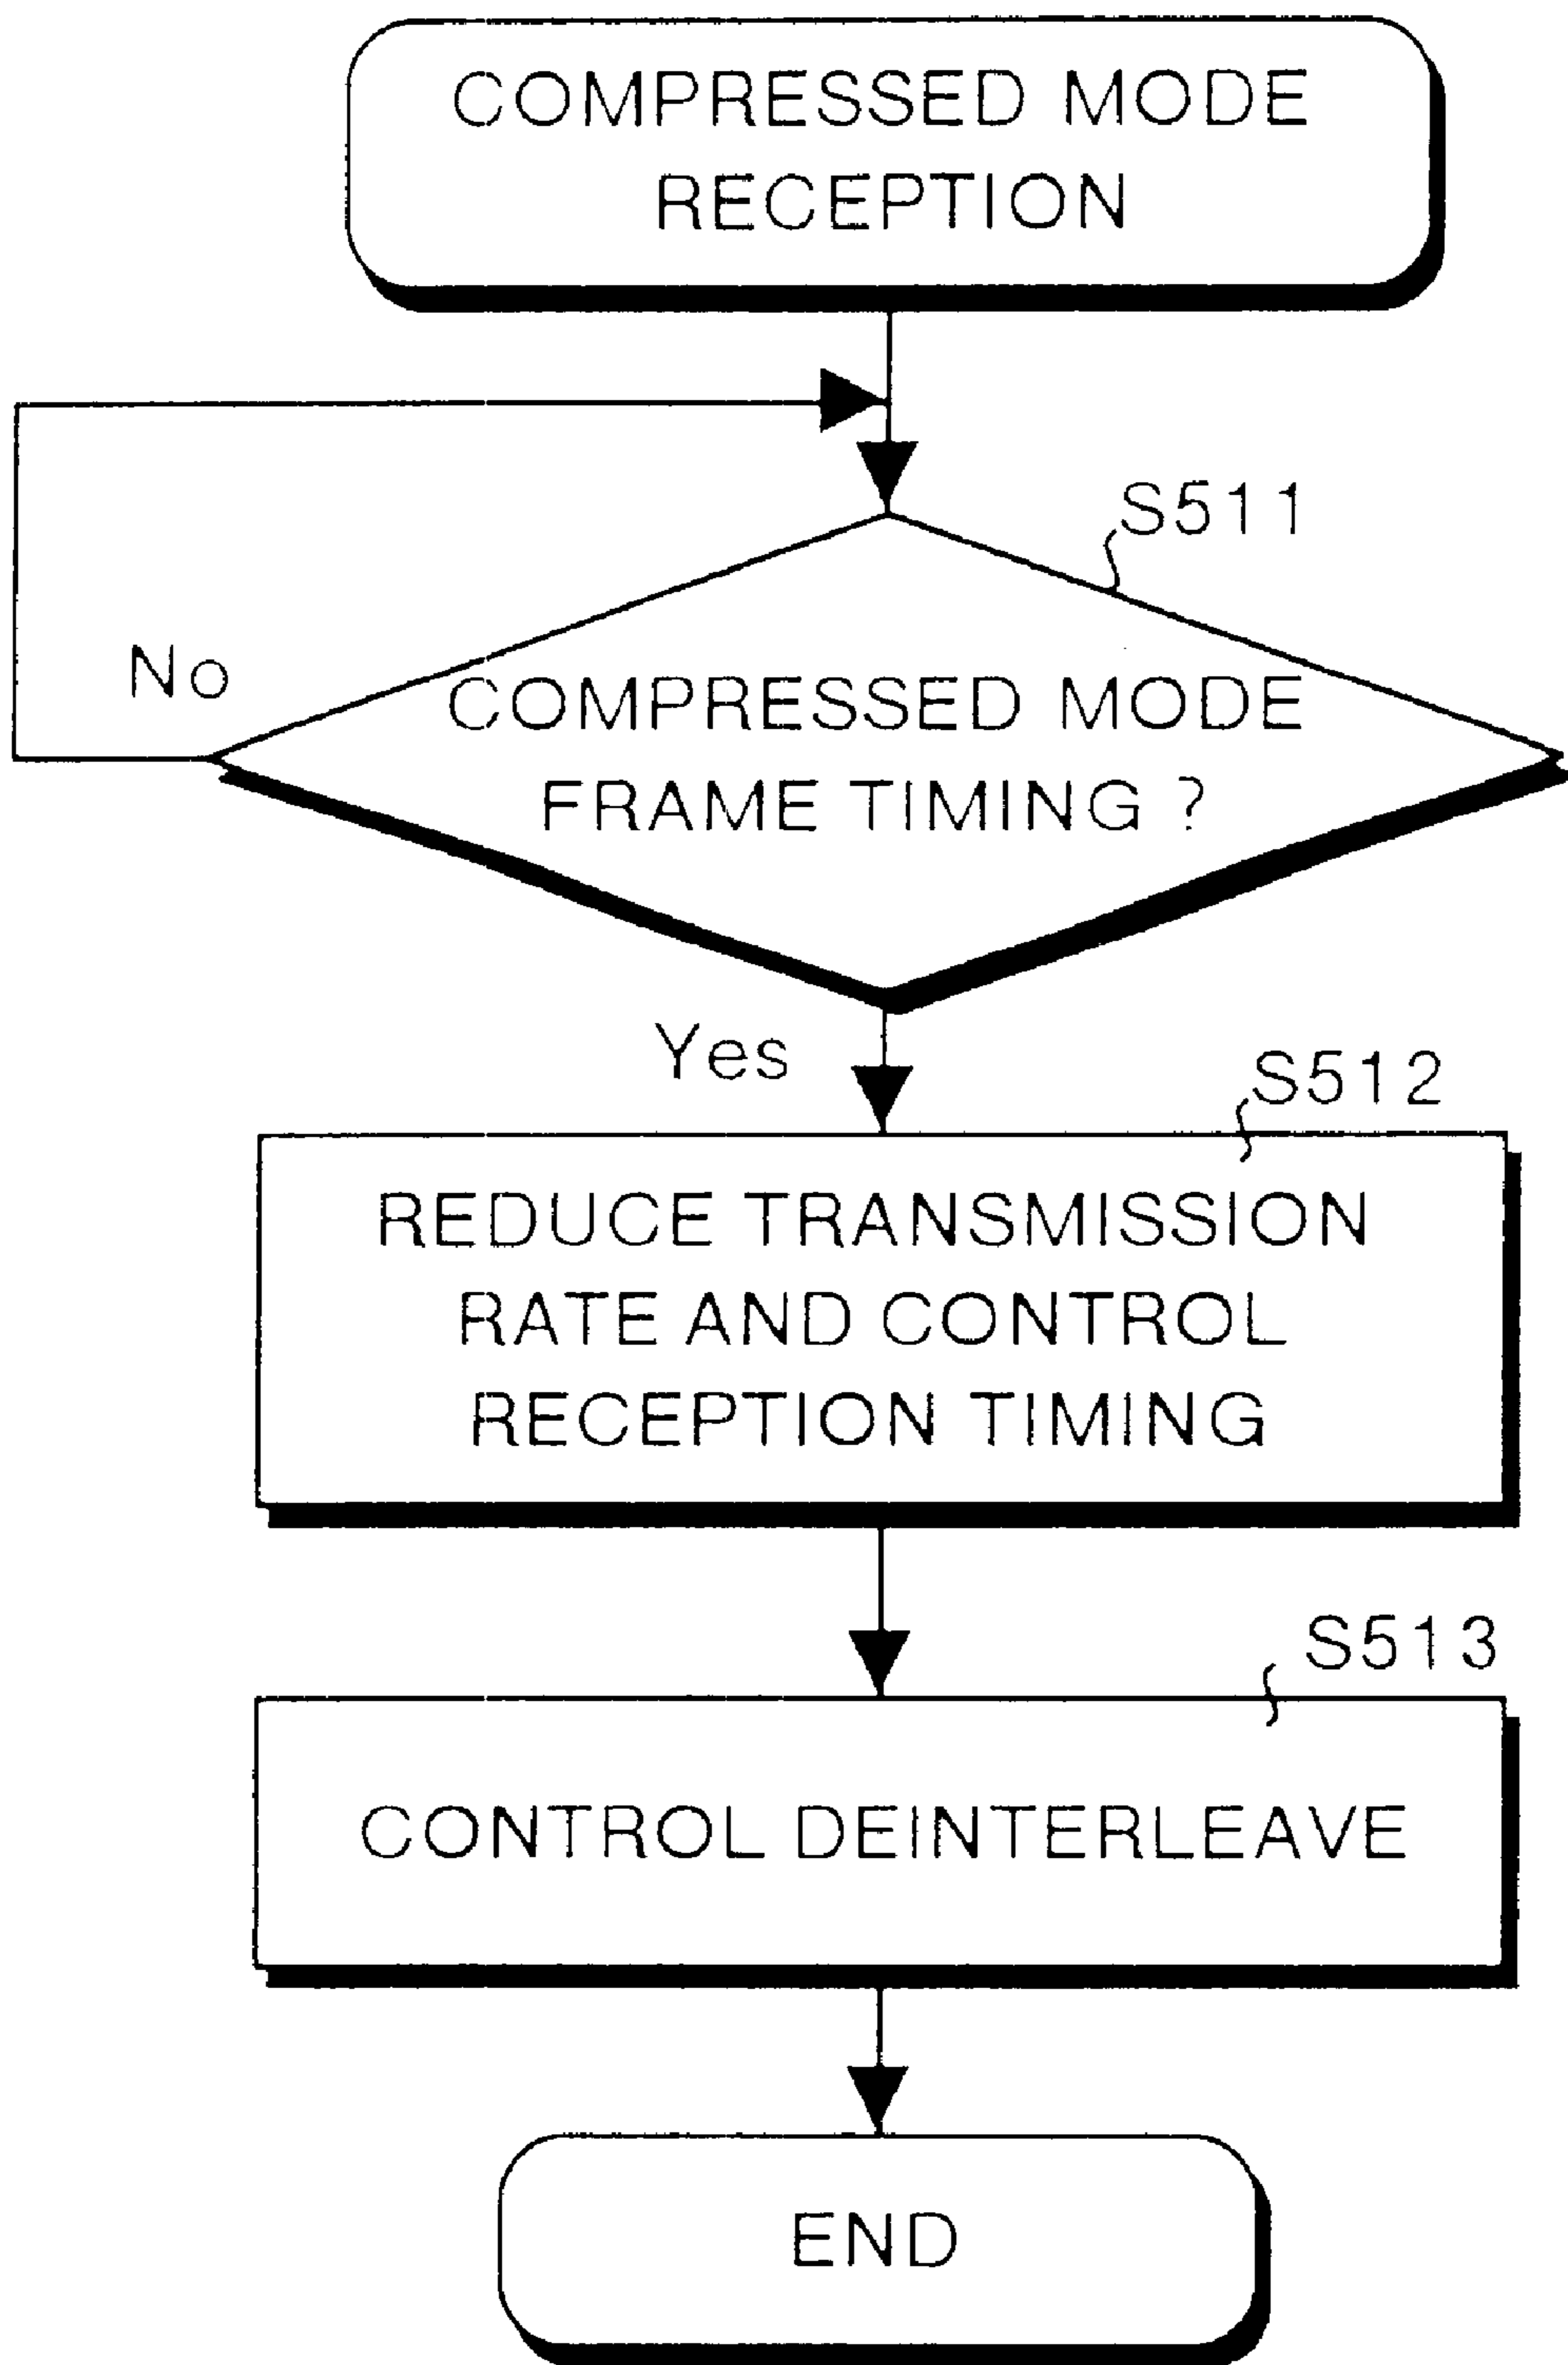 COMPRESSED MODE
RECEPTION
S511
No
COMPRESSED MODE
FRAME TIMING ?
Yes
S512
REDUCE TRANSMISSION
RATE AND CONTROL
RECEPTION TIMING
S513
CONTROL DEINTERLEAVE
END